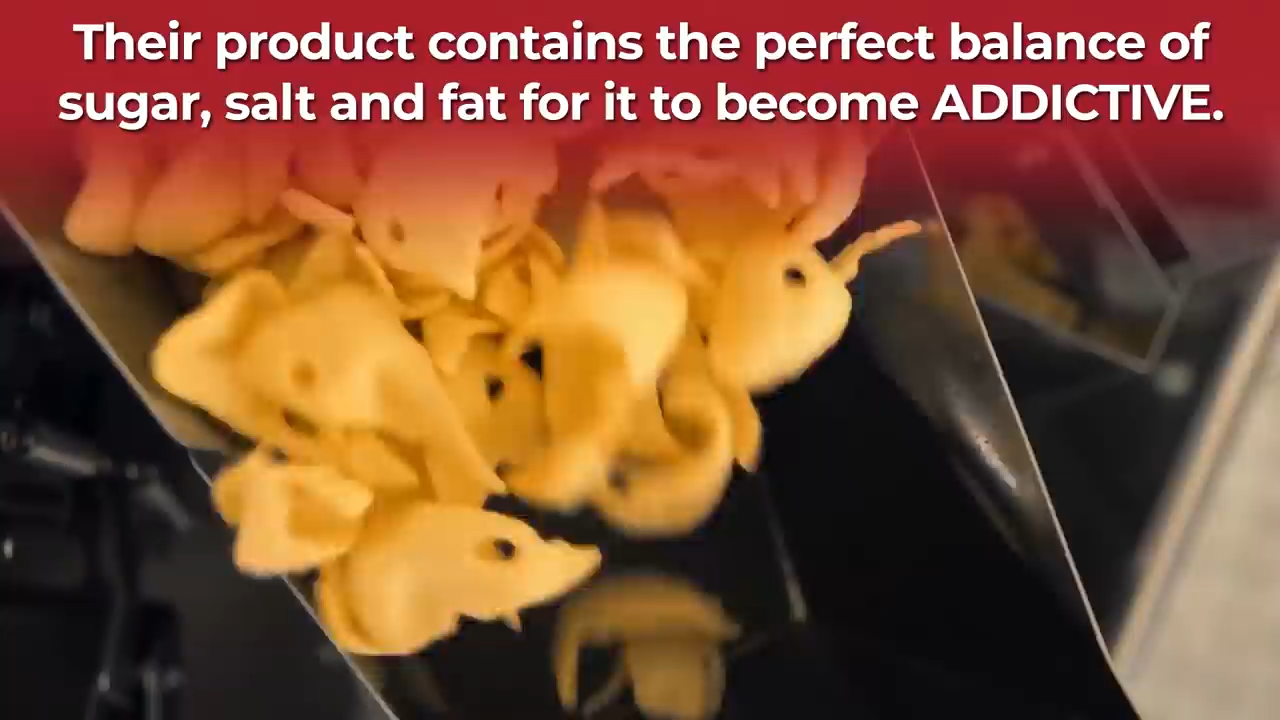 Their product contains the perfect balance of
sugar, salt and fat for it to become ADDICTIVE.